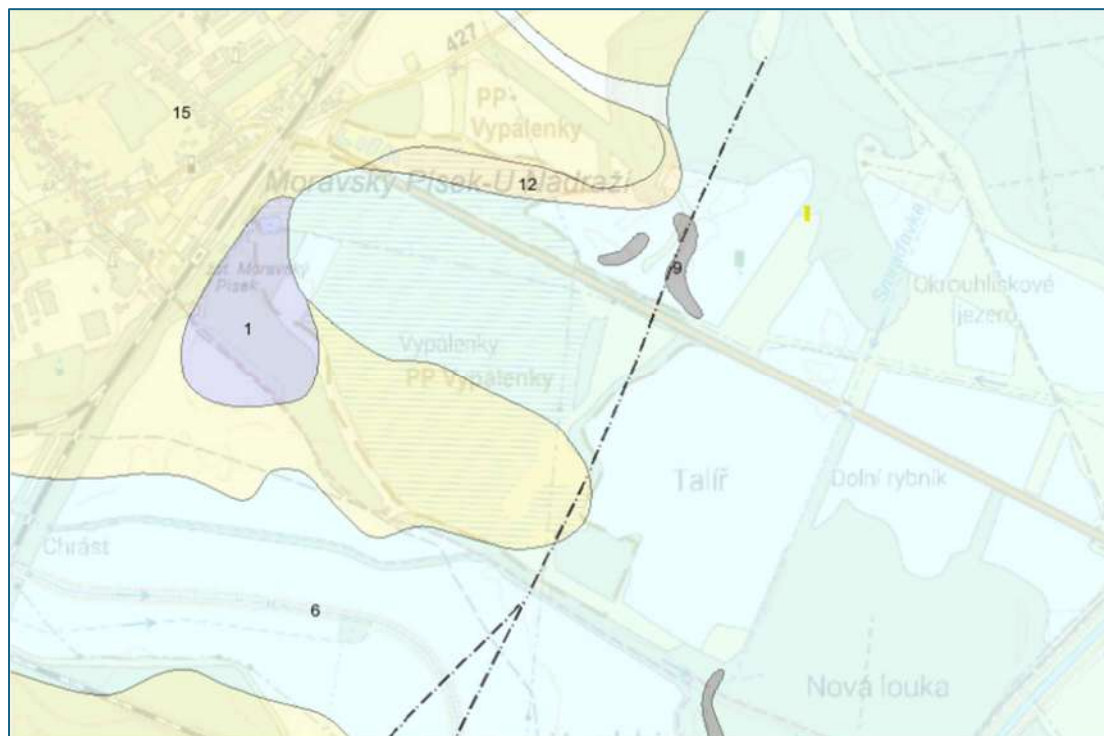 427
15
PP
Vypálenky
Moravský Písek-U Nádraží
12
žst. Moravský
Písek
9
Okrouhliskové
jezero
1
Vypálenky
PP Vypálenky
Talíř
Dolní rybník
Chrást
6
Nová louka